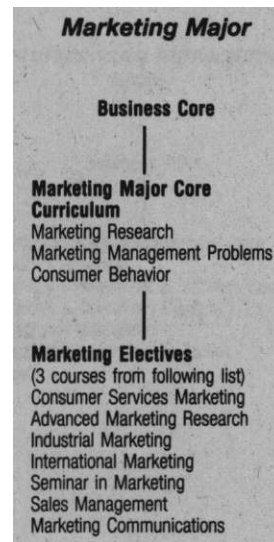 Marketing Major
Business Core
Marketing Major Core
Curriculum
Marketing Research
Marketing Management Problems
Consumer Behavior
Marketing Electives
(3 courses from following list)
Consumer Services Marketing
Advanced Marketing Research
Industrial Marketing
International Marketing
Seminar in Marketing
Sales Management
Marketing Communications